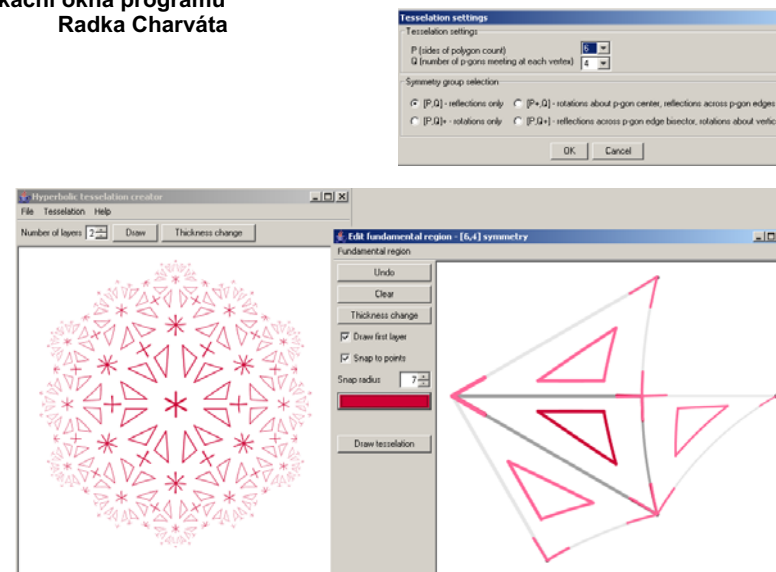 okna programu
Radka Charváta
Tesselation settings
Tesselation settings
P (sides of polygon count) 6
Q (number of p-gons meeting at each vertex) 4
Symmetry group selection
[P,Q] - reflections only [P+,Q] - rotations about p-gon center, reflections across p-gon edges
[P,Q]+ - rotations only [P,Q+] - reflections across p-gon edge bisector, rotations about
OK Cancel
Hyperbolic tesselation creator
File Tesselation Help
Number of layers 2 Draw Thickness change
Edit fundamental region - [6,4] symmetry
Fundamental region
Undo
Clear
Thickness change
Draw first layer
Snap to points
Snap radius 7
Draw tesselation